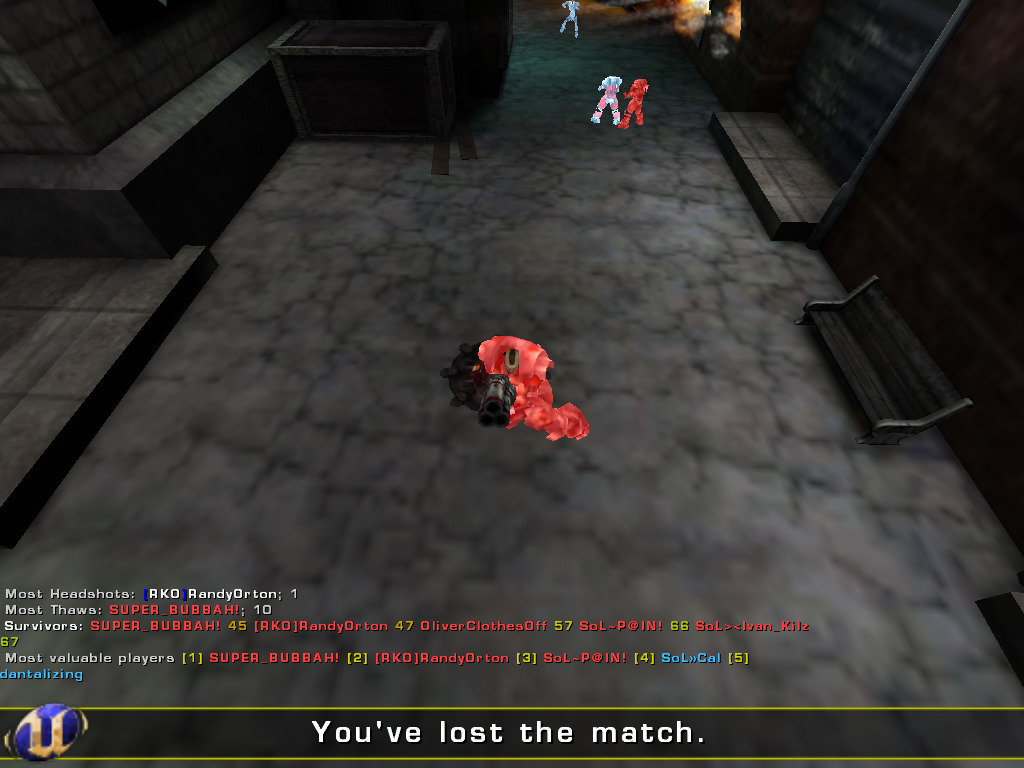 Most Headshots: [RKO]RandyOrton; 1
Most Thaws: SUPER_BUBBAH!; 10
Survivors: SUPER_BUBBAH! 45 [RKO]RandyOrton 47 OliverClothesOff 57 SoL~P@IN! 66 SoL><Ivan_Kilz
67
Most valuable players [1] SUPER_BUBBAH! [2] [RKO]RandyOrton [3] SoL~P@IN! [4] SoL»Cal [5]
dantalizing
You've lost the match.